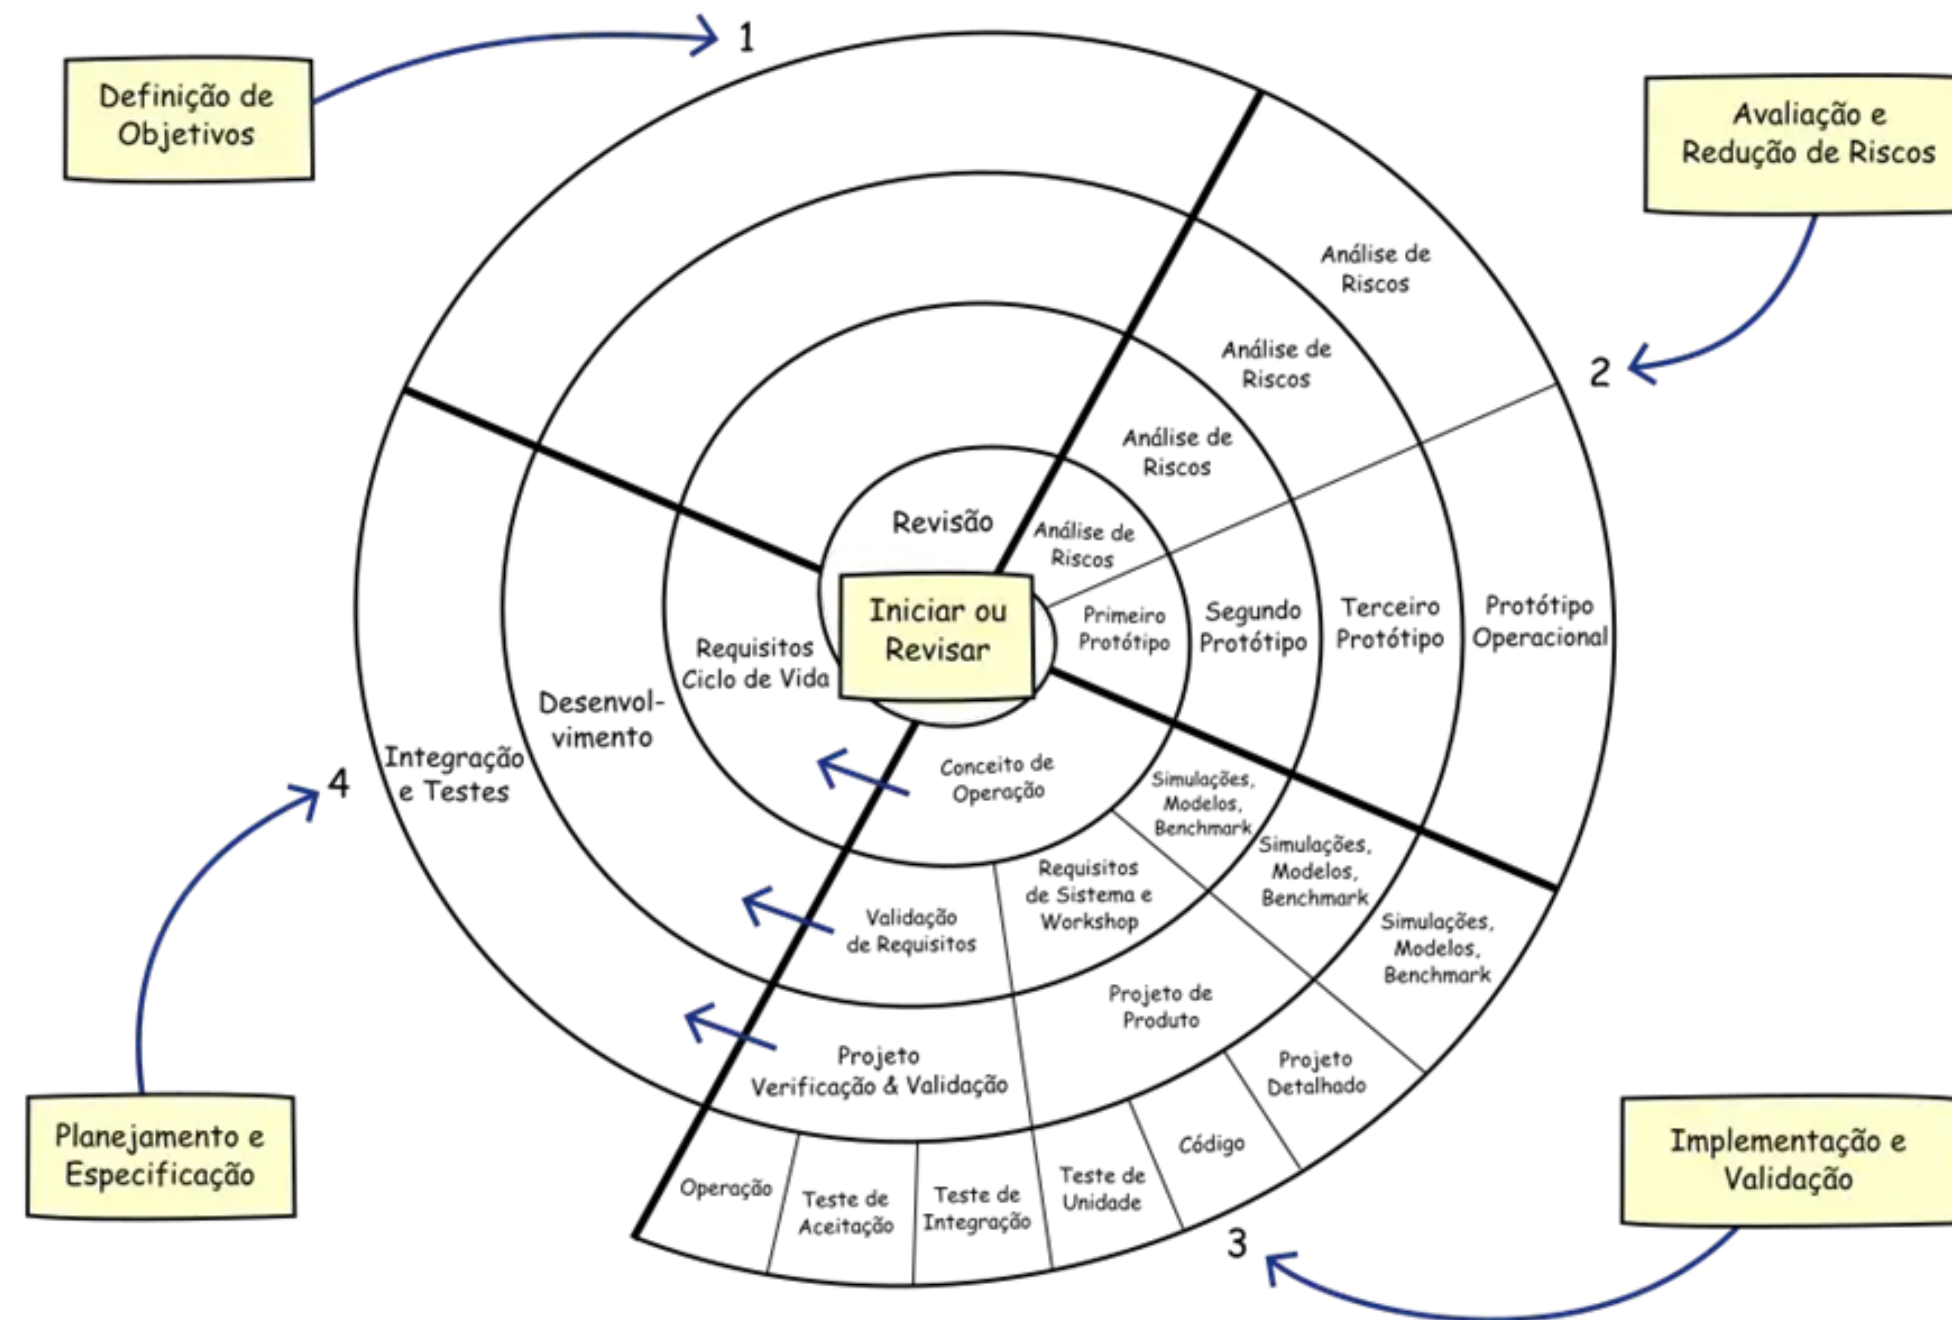 1
Definição de
Objetivos
Avaliação e
Redução de Riscos
2
Análise de
Riscos
Análise de
Riscos
Análise de
Riscos
Análise de
Riscos
Revisão
Iniciar ou
Revisar
Primeiro
Protótipo
Segundo
Protótipo
Terceiro
Protótipo
Protótipo
Operacional
Requisitos
Ciclo de Vida
Desenvol-
vimento
Integração
e Testes
4
Conceito de
Operação
Simulações,
Modelos,
Benchmark
Simulações,
Modelos,
Benchmark
Simulações,
Modelos,
Benchmark
Requisitos
de Sistema e
Workshop
Validação
de Requisitos
Projeto de
Produto
Projeto
Verificação & Validação
Projeto
Detalhado
Código
Teste de
Unidade
Teste de
Integração
Teste de
Aceitação
Operação
3
Planejamento e
Especificação
Implementação e
Validação